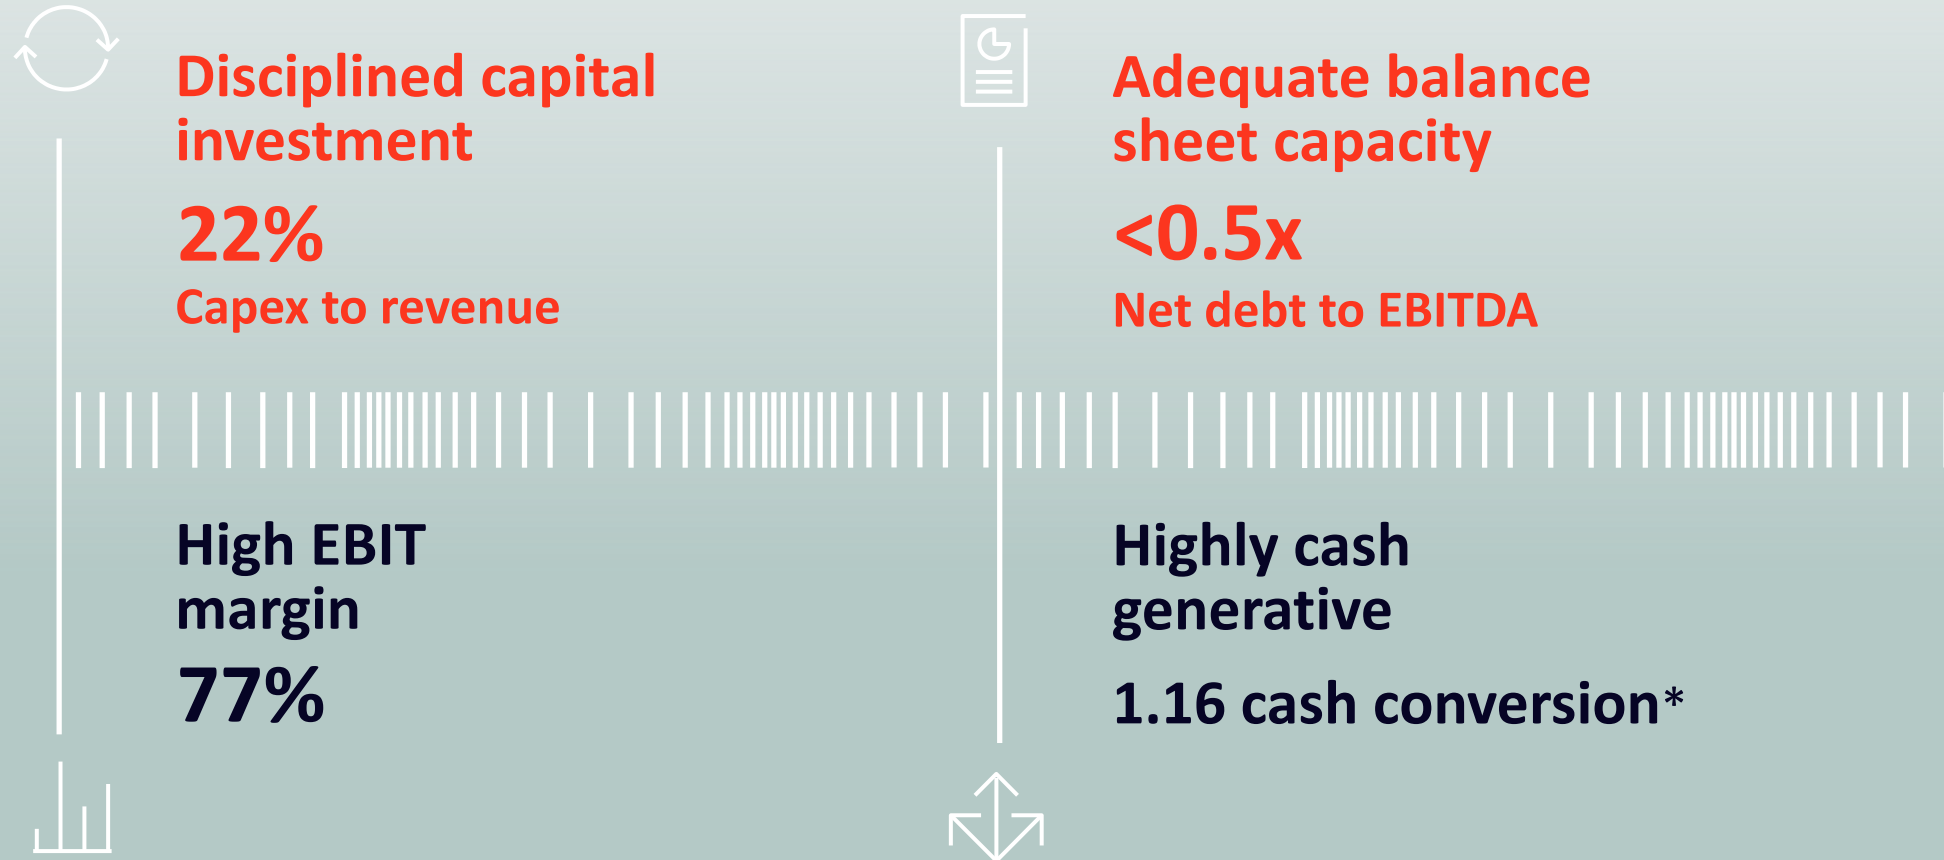 Disciplined capital
investment
22%
Capex to revenue
Adequate balance
sheet capacity
<0.5x
Net debt to EBITDA
High EBIT
margin
77%
Highly cash
generative
1.16 cash conversion*